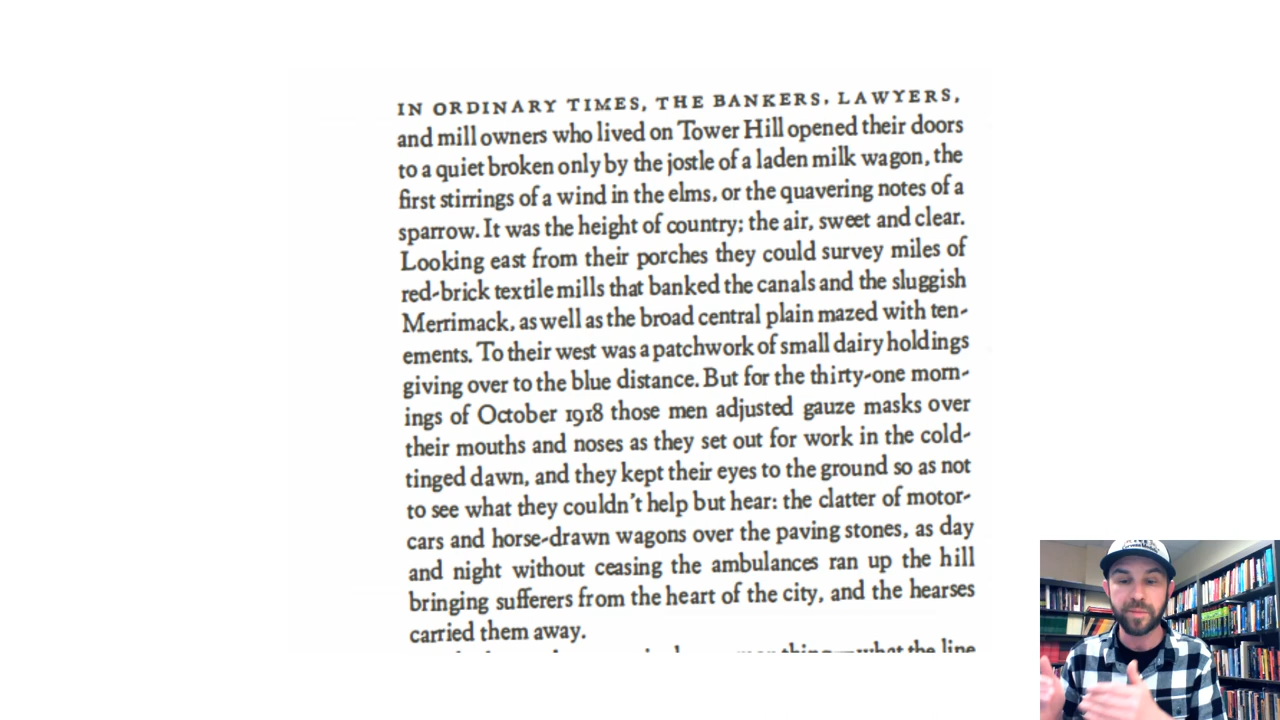 IN ORDINARY TIMES, THE BANKERS, LAWYERS,
and mill owners who lived on Tower Hill opened their doors
to a quiet broken only by the jostle of a laden milk wagon, the
first stirrings of a wind in the elms, or the quavering notes of a
sparrow. It was the height of country; the air, sweet and clear.
Looking east from their porches they could survey miles of
red-brick textile mills that banked the canals and the sluggish
Merrimack, as well as the broad central plain mazed with ten-
ements. To their west was a patchwork of small dairy holdings
giving over to the blue distance. But for the thirty-one morn-
ings of October 1918 those men adjusted gauze masks over
their mouths and noses as they set out for work in the cold-
tinged dawn, and they kept their eyes to the ground so as not
to see what they couldn't help but hear: the clatter of motor-
cars and horse-drawn wagons over the paving stones, as day
and night without ceasing the ambulances ran up the hill
bringing sufferers from the heart of the city, and the hearses
carried them away.
thing—what the line